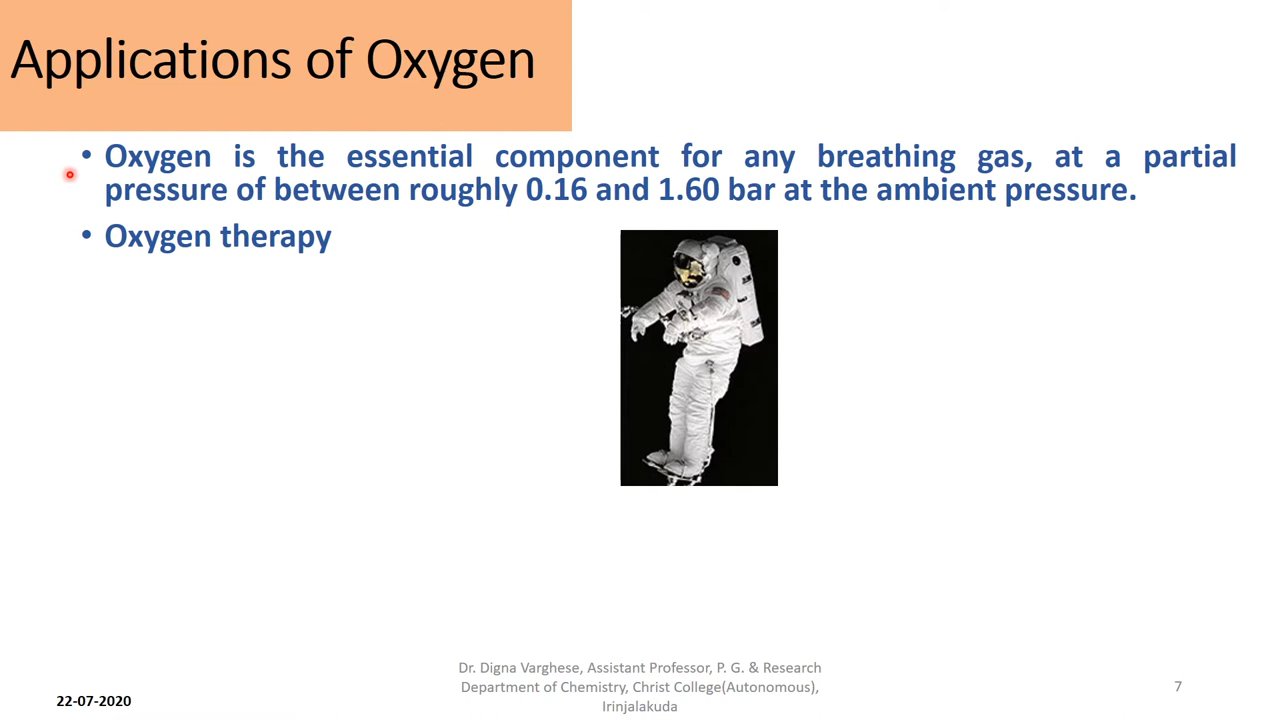 Applications of Oxygen
• Oxygen is the essential component for any breathing gas, at a partial
pressure of between roughly 0.16 and 1.60 bar at the ambient pressure.
• Oxygen therapy
Dr. Digna Varghese, Assistant Professor, P. G. & Research
Department of Chemistry, Christ College(Autonomous),
Irinjalakuda
22-07-2020
7